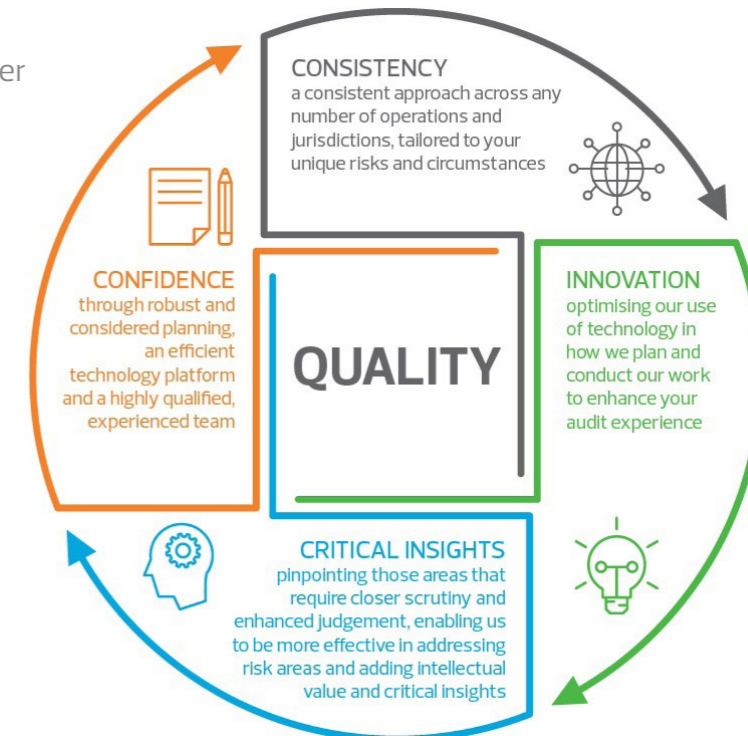 er
CONSISTENCY
a consistent approach across any
number of operations and
jurisdictions, tailored to your
unique risks and circumstances
CONFIDENCE
through robust and
considered planning,
an efficient
technology platform
and a highly qualified,
experienced team
QUALITY
INNOVATION
optimising our use
of technology in
how we plan and
conduct our work
to enhance your
audit experience
CRITICAL INSIGHTS
pinpointing those areas that
require closer scrutiny and
enhanced judgement, enabling us
to be more effective in addressing
risk areas and adding intellectual
value and critical insights